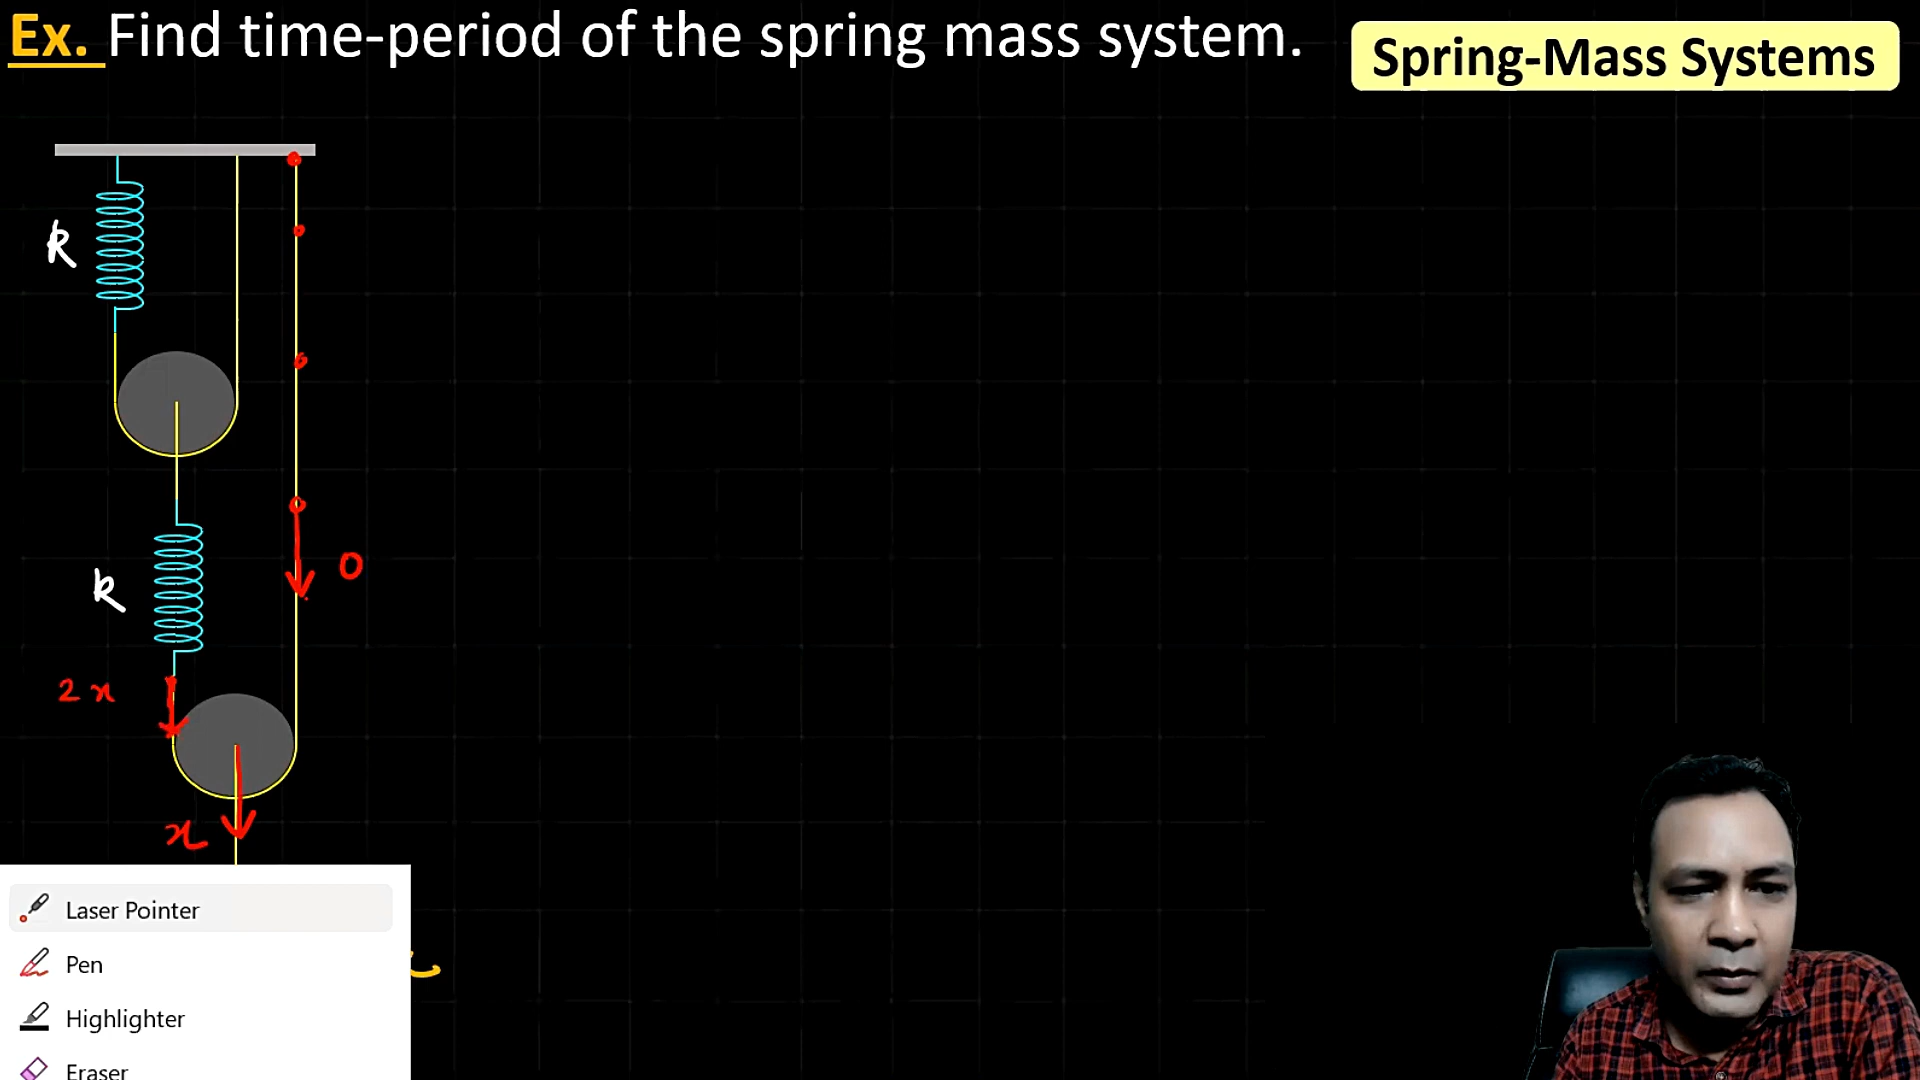 Ex. Find time-period of the spring mass system.
Spring-Mass Systems
k
k
0
2x
x
Laser Pointer
Pen
Highlighter
Eraser